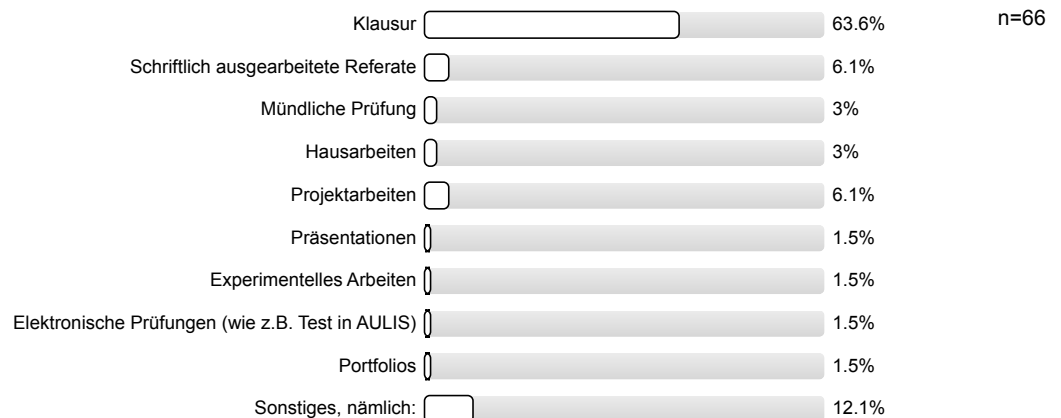 Klausur 63.6% n=66
Schriftlich ausgearbeitete Referate 6.1%
Mündliche Prüfung 3%
Hausarbeiten 3%
Projektarbeiten 6.1%
Präsentationen 1.5%
Experimentelles Arbeiten 1.5%
Elektronische Prüfungen (wie z.B. Test in AULIS) 1.5%
Portfolios 1.5%
Sonstiges, nämlich: 12.1%